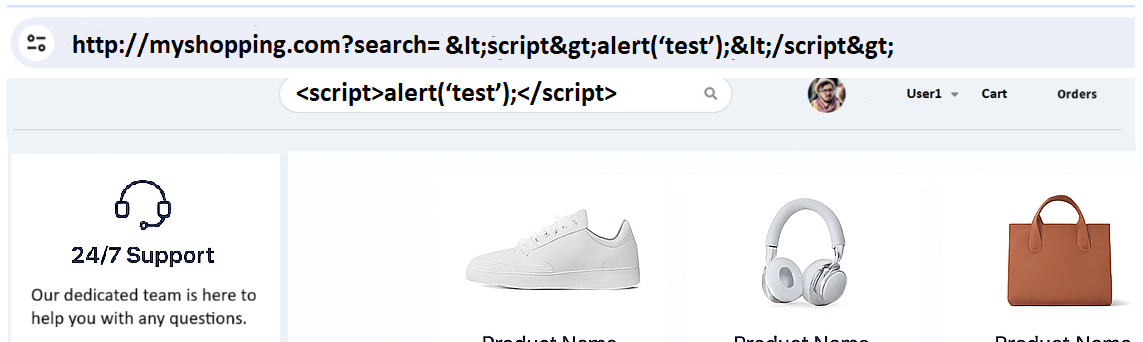 http://myshopping.com?search= &lt;script&gt;alert(‘test’);&lt;/script&gt;
<script>alert(‘test’);</script>
User1 Cart Orders
24/7 Support
Our dedicated team is here to
help you with any questions.
Product Name Product Name Product Name